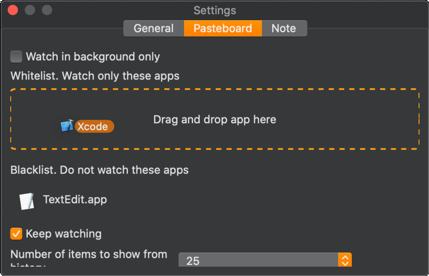 Settings
General Pasteboard Note
Watch in background only
Whitelist. Watch only these apps
Xcode
Drag and drop app here
Blacklist. Do not watch these apps
TextEdit.app
Keep watching
Number of items to show from
history
25